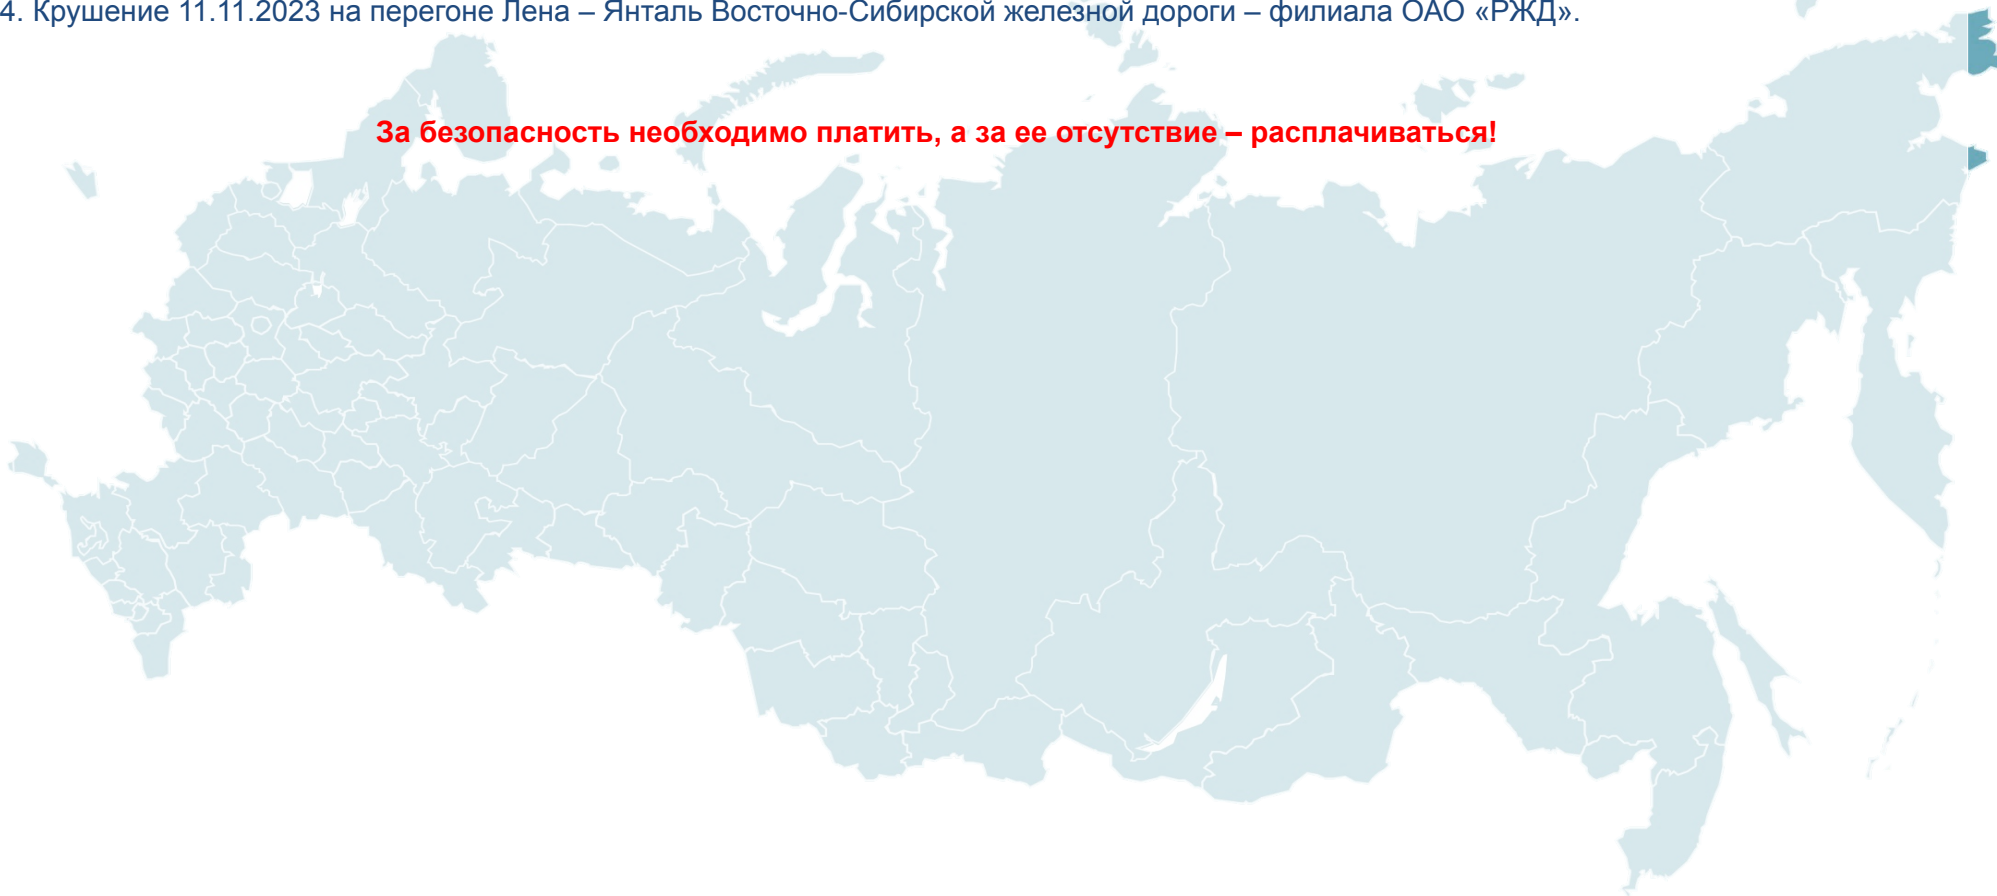 4. Крушение 11.11.2023 на перегоне Лена – Янталь Восточно-Сибирской железной дороги – филиала ОАО «РЖД».
За безопасность необходимо платить, а за ее отсутствие – расплачиваться!